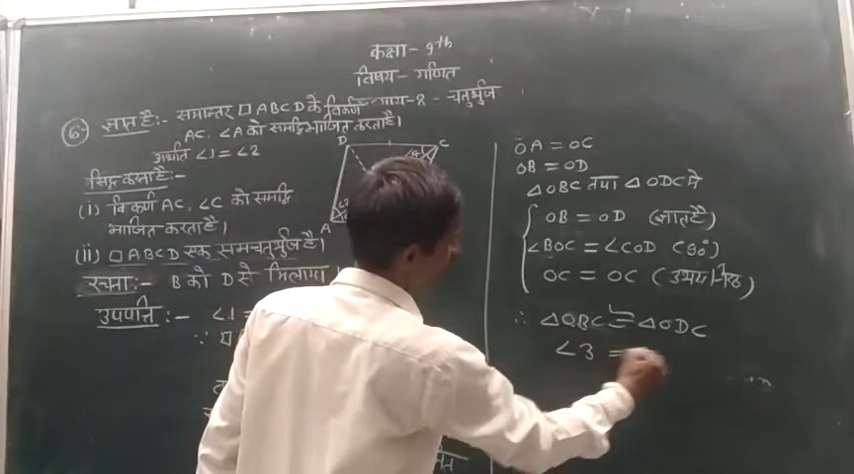 कक्षा - 9th
विषय - गणित
- 8 - चतुर्भुज
6:- ज्ञात है:- समान्तर □ABCD के विकर्ण
AC, ∠A को समद्विभाजित करता है।
अर्थात ∠1 = ∠2
सिद्ध करना है:-
(i) विकर्ण AC, ∠C को समद्वि
भाजित करता है।
(ii) □ABCD एक समचतुर्भुज है।
रचना:- B को D से मिलाया
उपपत्ति:- ∠1 =
∵ □
D
C
A
OA = OC
OB = OD
△OBC तथा △ODC में
OB = OD (ज्ञात है)
∠BOC = ∠COD (90°)
OC = OC (उभयनिष्ठ)
∴ △OBC ≅ △ODC
∠3 =